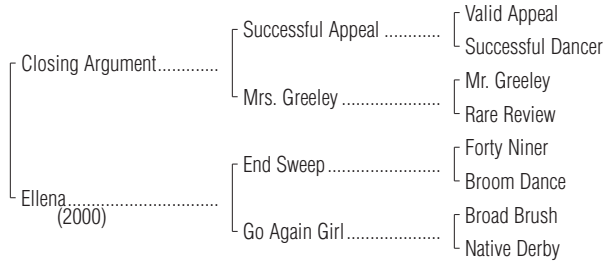 Valid Appeal
Successful Appeal ............
Successful Dancer
Closing Argument.............
Mr. Greeley
Mrs. Greeley .....................
Rare Review
Forty Niner
End Sweep........................
Broom Dance
Ellena................................
(2000)
Broad Brush
Go Again Girl....................
Native Derby